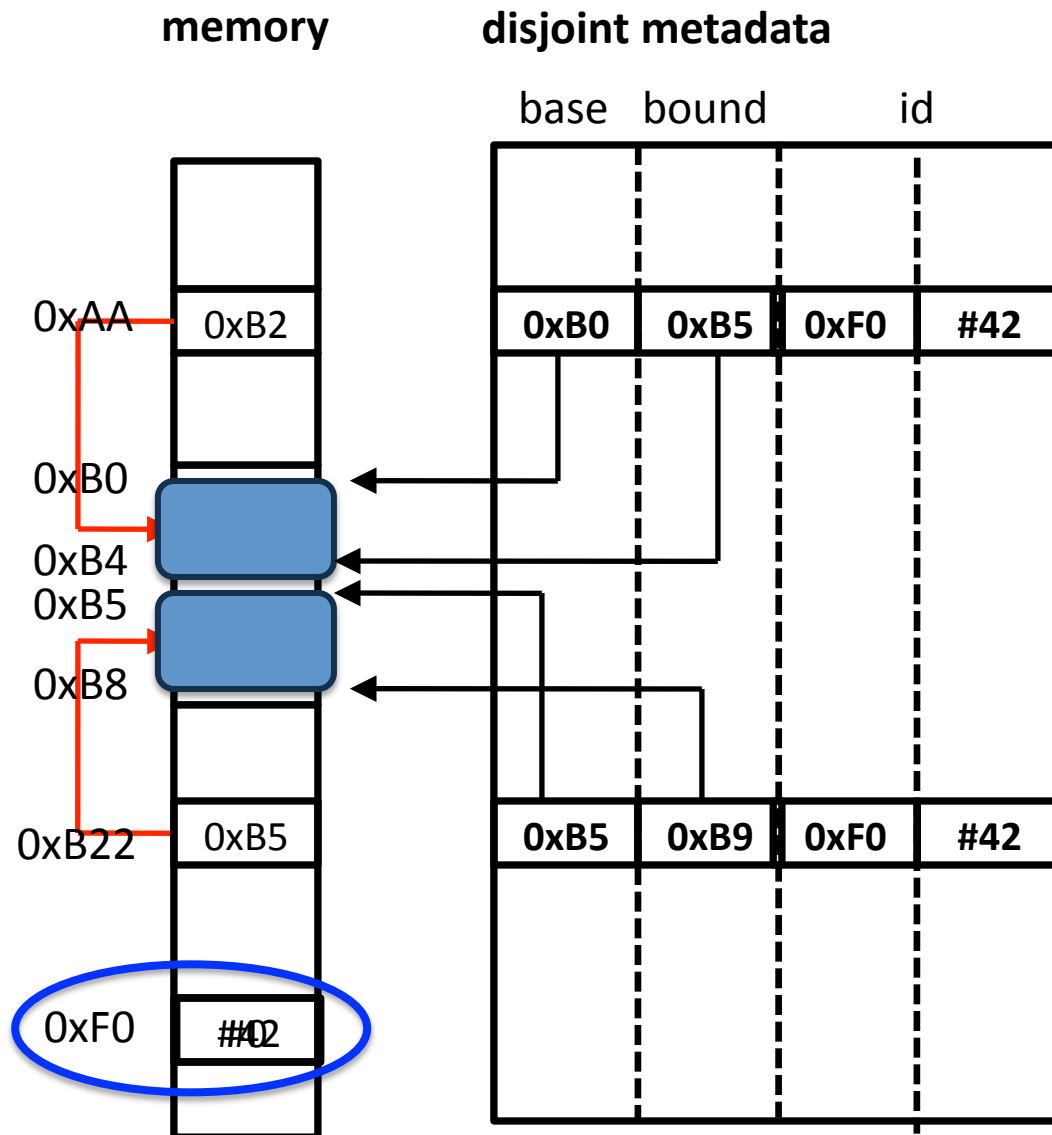 memory disjoint metadata
base bound id
0xAA 0xB2 0xB0 0xB5 0xF0 #42
0xB0
0xB4
0xB5
0xB8
0xB22 0xB5 0xB5 0xB9 0xF0 #42
0xF0